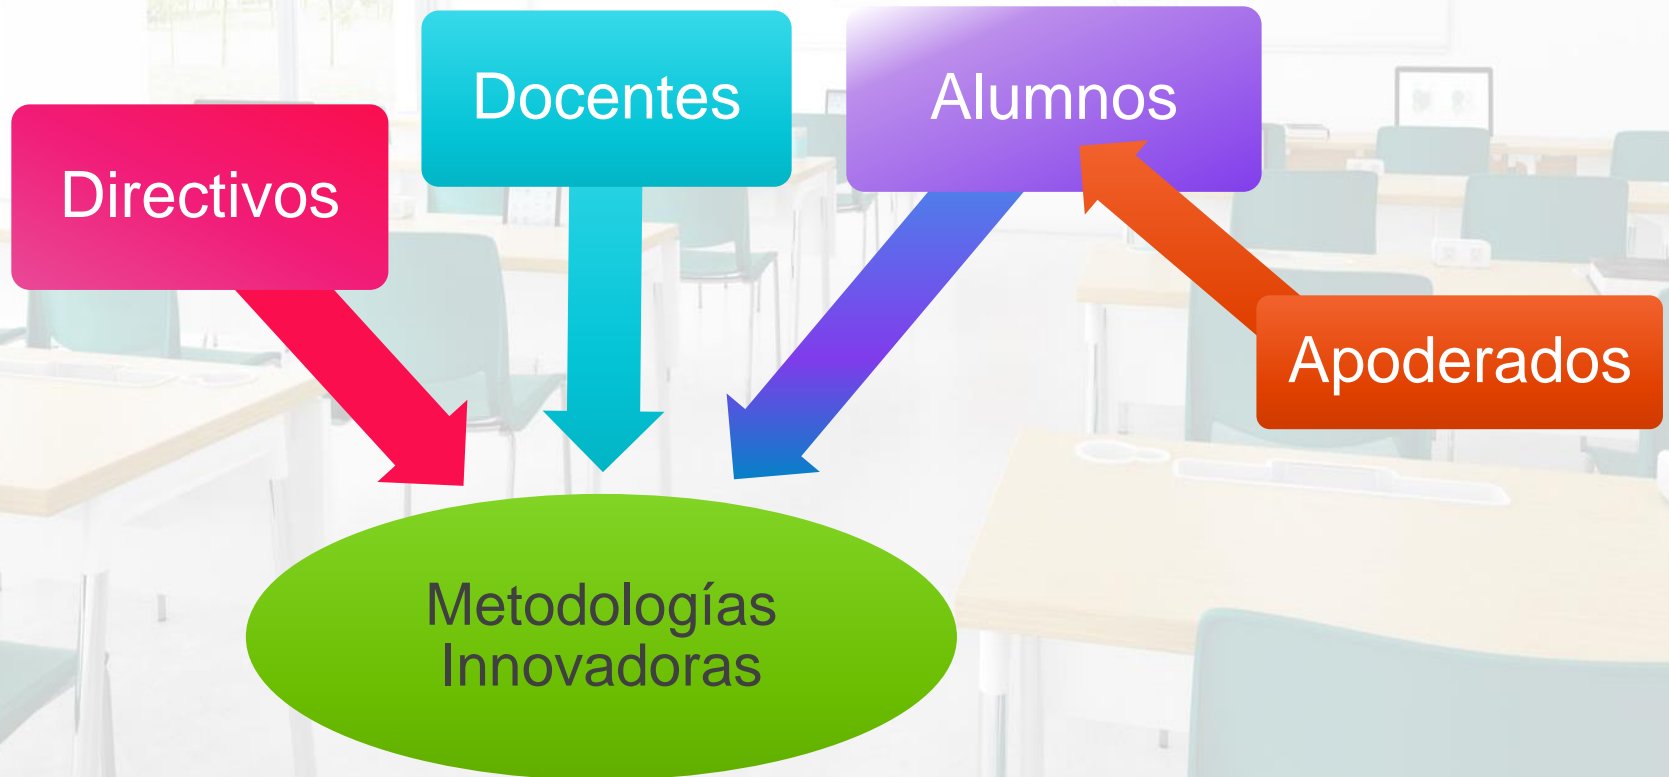 Docentes
Alumnos
Directivos
Apoderados
Metodologías
Innovadoras